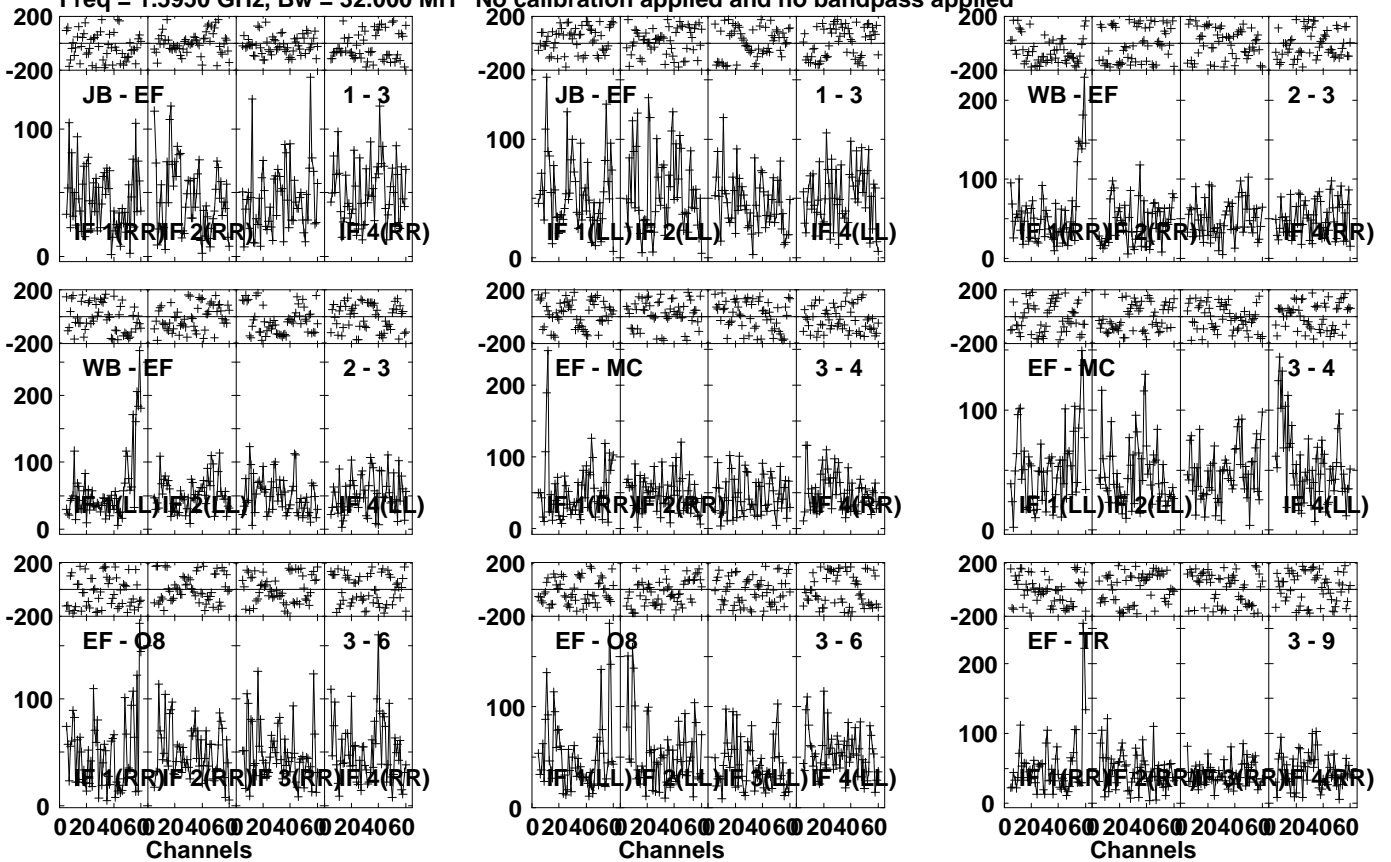 Freq = 1.5950 GHz, Bw = 32.000 MH No calibration applied and no bandpass applied
200 200 200
-200 -200 -200
JB - EF 1 - 3 JB - EF 1 - 3 WB - EF 2 - 3
200
100 100 100
IF 1(RR) IF 2(RR) IF 4(RR) IF 1(LL) IF 2(LL) IF 4(LL) IF 1(RR) IF 2(RR) IF 4(RR)
0 0 0
200 200 200
-200 -200 -200
WB - EF 2 - 3 EF - MC 3 - 4 EF - MC 3 - 4
200 200
100 100 100
IF 1(LL) IF 2(LL) IF 4(LL) IF 1(RR) IF 2(RR) IF 4(RR) IF 1(LL) IF 2(LL) IF 4(LL)
0 0 0
200 200 200
-200 -200 -200
EF - O8 3 - 6 EF - O8 3 - 6 EF - TR 3 - 9
200
100 100 100
IF 1(RR) IF 2(RR) IF 3(RR) IF 4(RR) IF 1(LL) IF 2(LL) IF 3(LL) IF 4(LL) IF 1(RR) IF 2(RR) IF 3(RR) IF 4(RR)
0 0 0
0 20 40 60 0 20 40 60 0 20 40 60 0 20 40 60 0 20 40 60 0 20 40 60 0 20 40 60 0 20 40 60 0 20 40 60 0 20 40 60 0 20 40 60 0 20 40 60
Channels Channels Channels